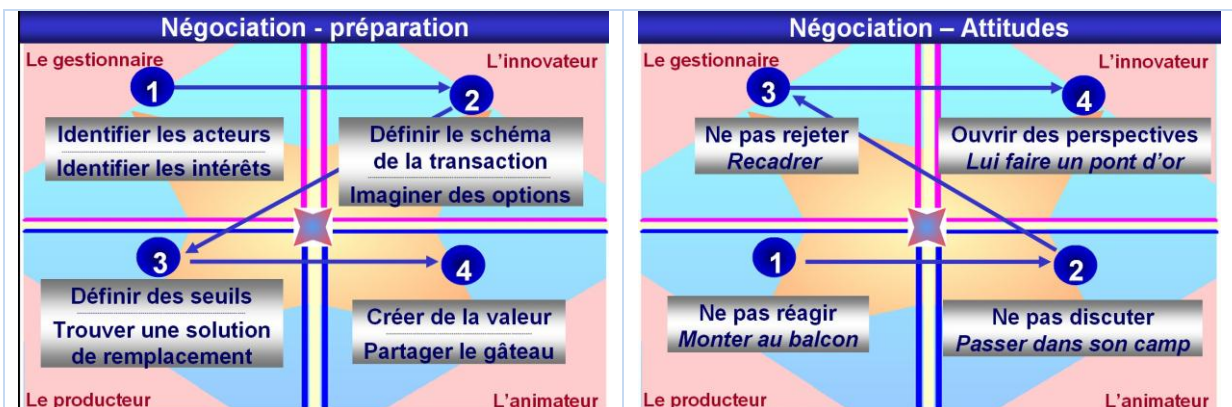 Négociation - préparation
Le gestionnaire
L'innovateur
1
2
Identifier les acteurs
Identifier les intérêts
Définir le schéma
de la transaction
Imaginer des options
3
4
Définir des seuils
Trouver une solution
de remplacement
Créer de la valeur
Partager le gâteau
Le producteur
L'animateur
Négociation – Attitudes
Le gestionnaire
L'innovateur
3
4
Ne pas rejeter
Recadrer
Ouvrir des perspectives
Lui faire un pont d'or
1
2
Ne pas réagir
Monter au balcon
Ne pas discuter
Passer dans son camp
Le producteur
L'animateur